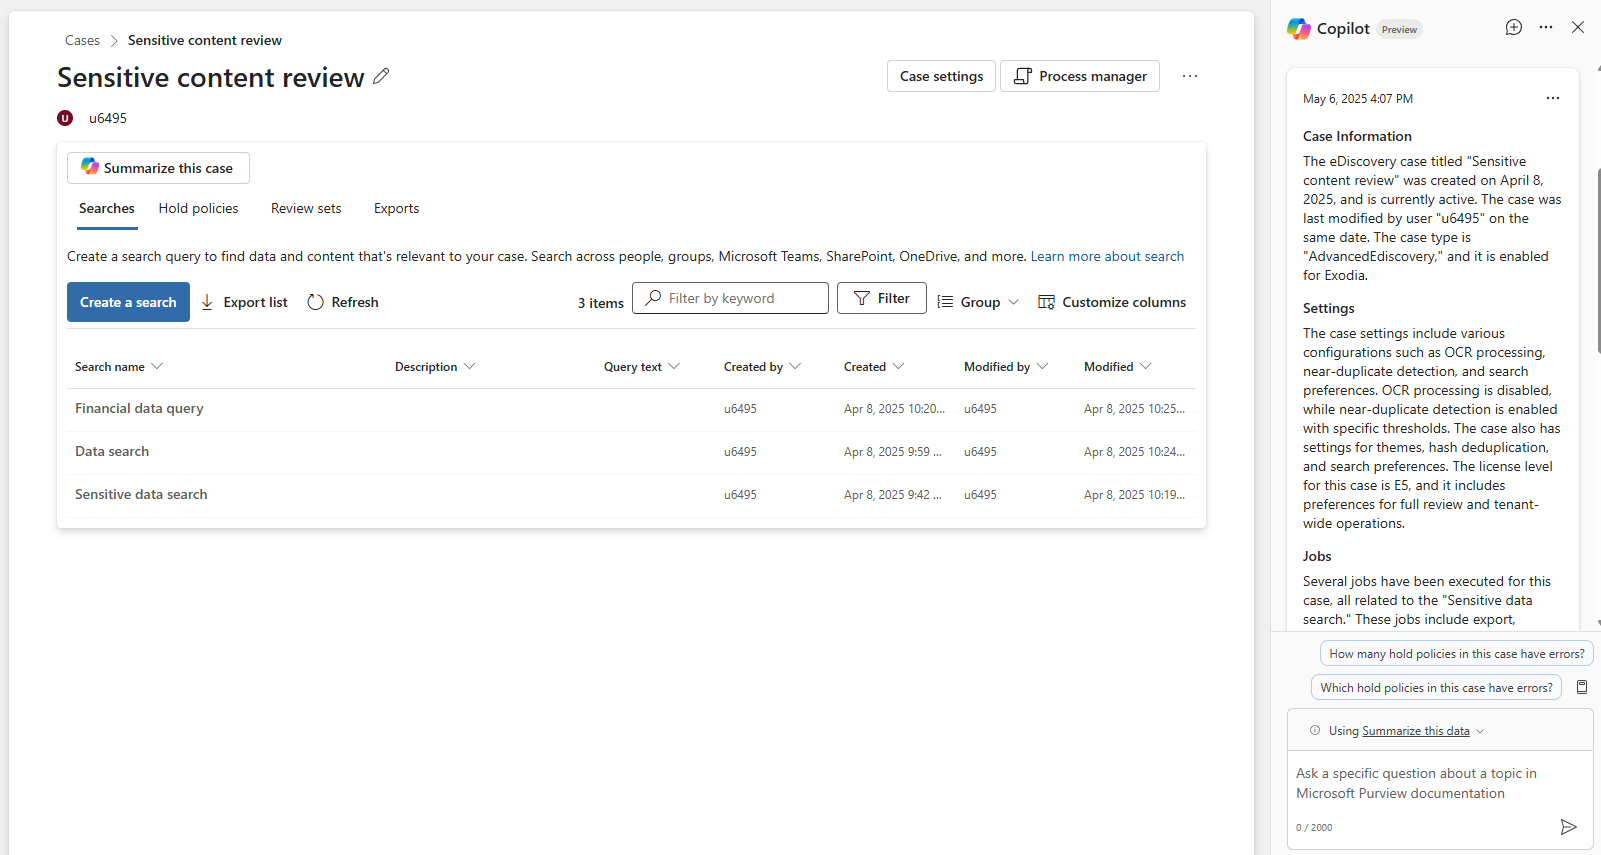 Cases > Sensitive content review
Sensitive content review
Case settings
Process manager
U u6495
Summarize this case
Searches Hold policies Review sets Exports
Create a search query to find data and content that's relevant to your case. Search across people, groups, Microsoft Teams, SharePoint, OneDrive, and more. Learn more about search
Create a search Export list Refresh 3 items Filter by keyword Filter Group Customize columns
Search name Description Query text Created by Created Modified by Modified
Financial data query u6495 Apr 8, 2025 10:20... u6495 Apr 8, 2025 10:25...
Data search u6495 Apr 8, 2025 9:59 ... u6495 Apr 8, 2025 10:24...
Sensitive data search u6495 Apr 8, 2025 9:42 ... u6495 Apr 8, 2025 10:19...
Copilot Preview
May 6, 2025 4:07 PM
Case Information
The eDiscovery case titled "Sensitive
content review" was created on April 8,
2025, and is currently active. The case was
last modified by user "u6495" on the
same date. The case type is
"AdvancedEdiscovery," and it is enabled
for Exodia.
Settings
The case settings include various
configurations such as OCR processing,
near-duplicate detection, and search
preferences. OCR processing is disabled,
while near-duplicate detection is enabled
with specific thresholds. The case also has
settings for themes, hash deduplication,
and search preferences. The license level
for this case is E5, and it includes
preferences for full review and tenant-
wide operations.
Jobs
Several jobs have been executed for this
case, all related to the "Sensitive data
search." These jobs include export,
How many hold policies in this case have errors?
Which hold policies in this case have errors?
Using Summarize this data
Ask a specific question about a topic in
Microsoft Purview documentation
0 / 2000